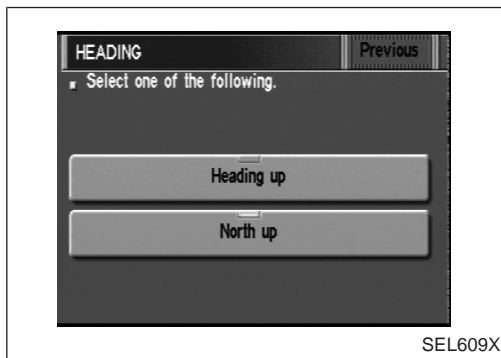 HEADING
Previous
Select one of the following.
Heading up
North up
SEL609X